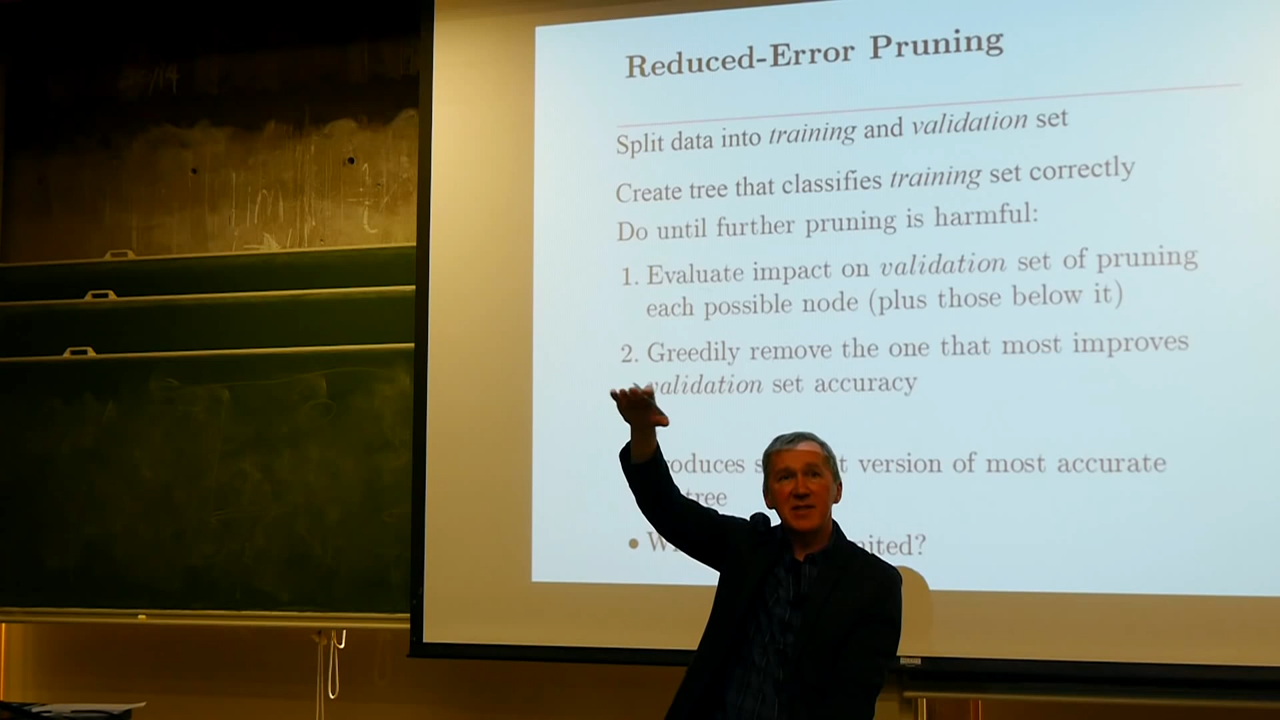 Reduced-Error Pruning
Split data into training and validation set
Create tree that classifies training set correctly
Do until further pruning is harmful:
1. Evaluate impact on validation set of pruning
each possible node (plus those below it)
2. Greedily remove the one that most improves
validation set accuracy
version of most accurate
tree